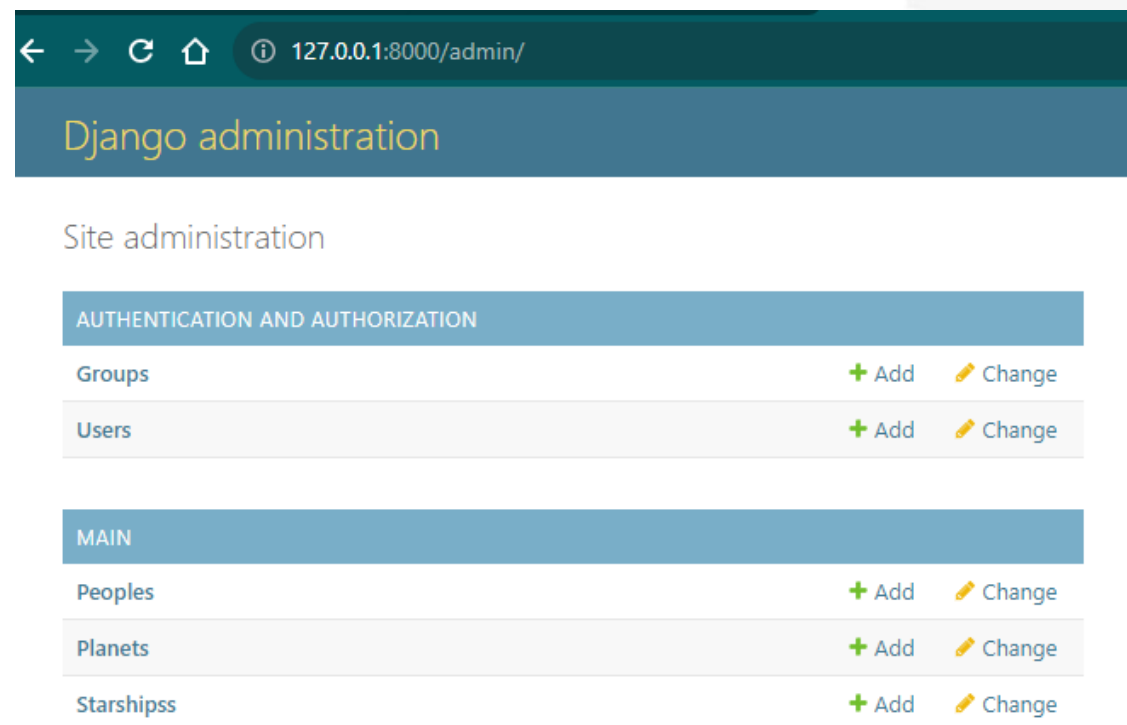 127.0.0.1:8000/admin/
Django administration
Site administration
AUTHENTICATION AND AUTHORIZATION
Groups Add Change
Users Add Change
MAIN
Peoples Add Change
Planets Add Change
Starshipss Add Change